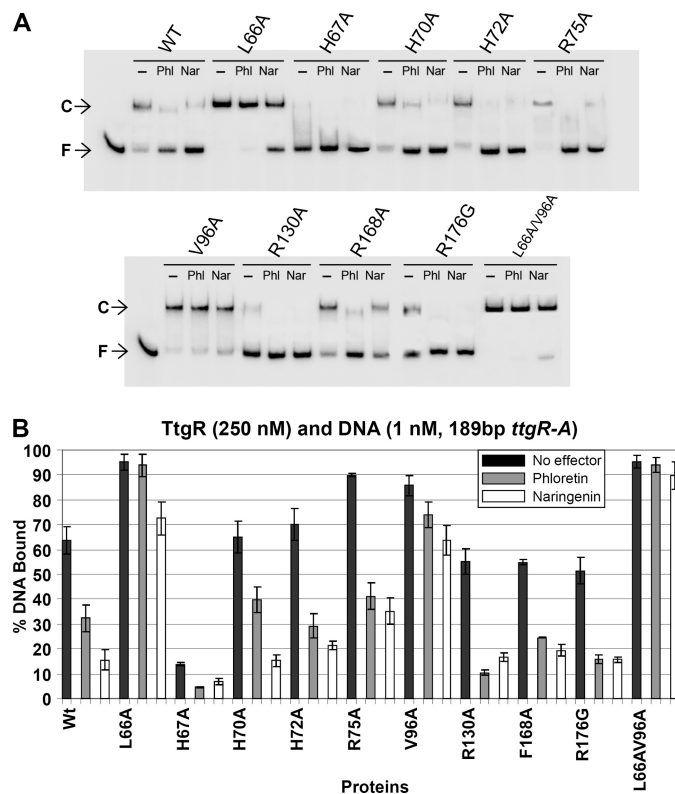 A
WT L66A H67A H70A H72A R75A
– Phl Nar – Phl Nar – Phl Nar – Phl Nar – Phl Nar – Phl Nar
C→
F→
V96A R130A R168A R176G L66A/V96A
– Phl Nar – Phl Nar – Phl Nar – Phl Nar – Phl Nar
C→
F→
B
TtgR (250 nM) and DNA (1 nM, 189bp ttgR-A)
No effector
Phloretin
Naringenin
% DNA Bound
100
90
80
70
60
50
40
30
20
10
0
Wt L66A H67A H70A H72A R75A V96A R130A F168A R176G L66AV96A
Proteins